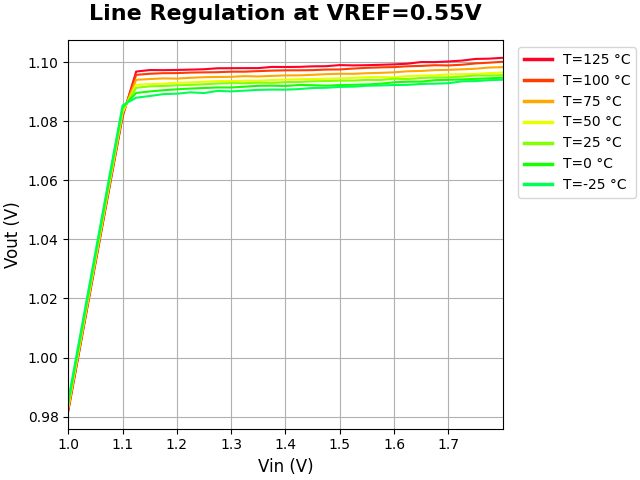 Line Regulation at VREF=0.55V
Vout (V)
1.10
1.08
1.06
1.04
1.02
1.00
0.98
1.0 1.1 1.2 1.3 1.4 1.5 1.6 1.7
Vin (V)
T=125 °C
T=100 °C
T=75 °C
T=50 °C
T=25 °C
T=0 °C
T=-25 °C